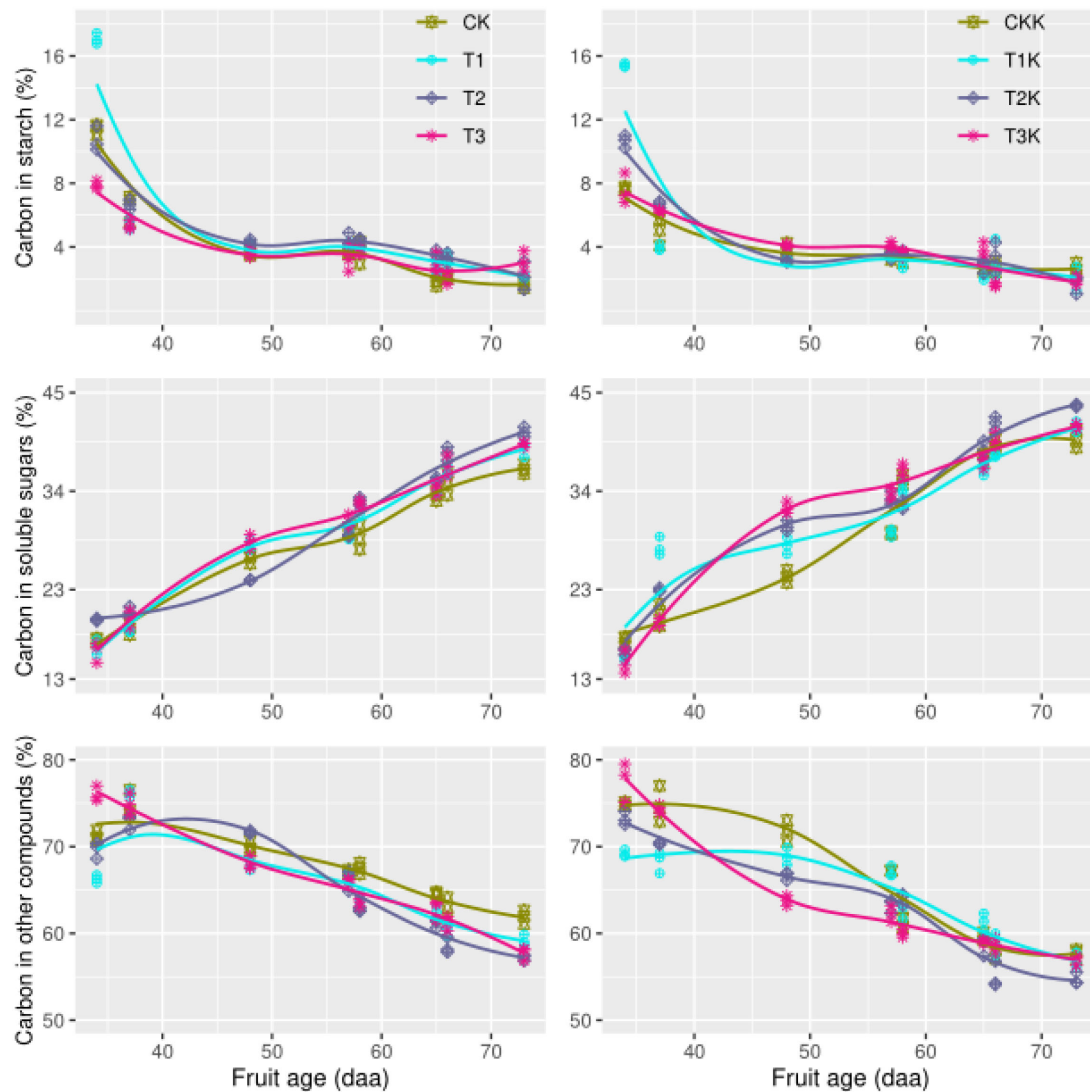 Carbon in starch (%)
16
12
8
4
CK
T1
T2
T3
40 50 60 70
CKK
T1K
T2K
T3K
16
12
8
4
40 50 60 70
Carbon in soluble sugars (%)
45
34
23
13
40 50 60 70
45
34
23
13
40 50 60 70
Carbon in other compounds (%)
80
70
60
50
40 50 60 70
Fruit age (daa)
80
70
60
50
40 50 60 70
Fruit age (daa)